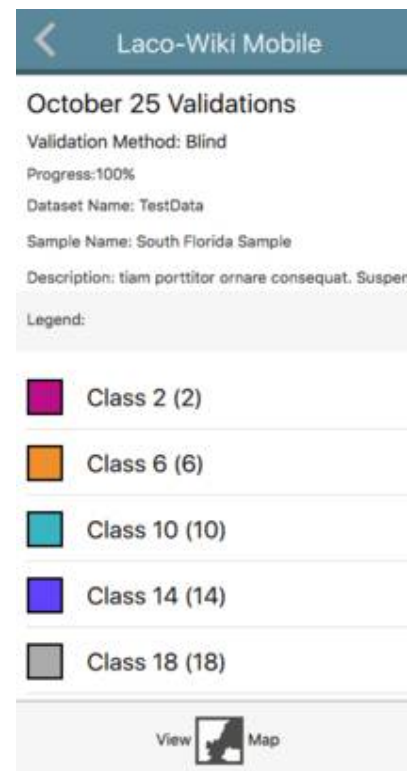 Laco-Wiki Mobile
October 25 Validations
Validation Method: Blind
Progress:100%
Dataset Name: TestData
Sample Name: South Florida Sample
Description: tiam porttitor ornare consequat. Susper
Legend:
Class 2 (2)
Class 6 (6)
Class 10 (10)
Class 14 (14)
Class 18 (18)
View Map